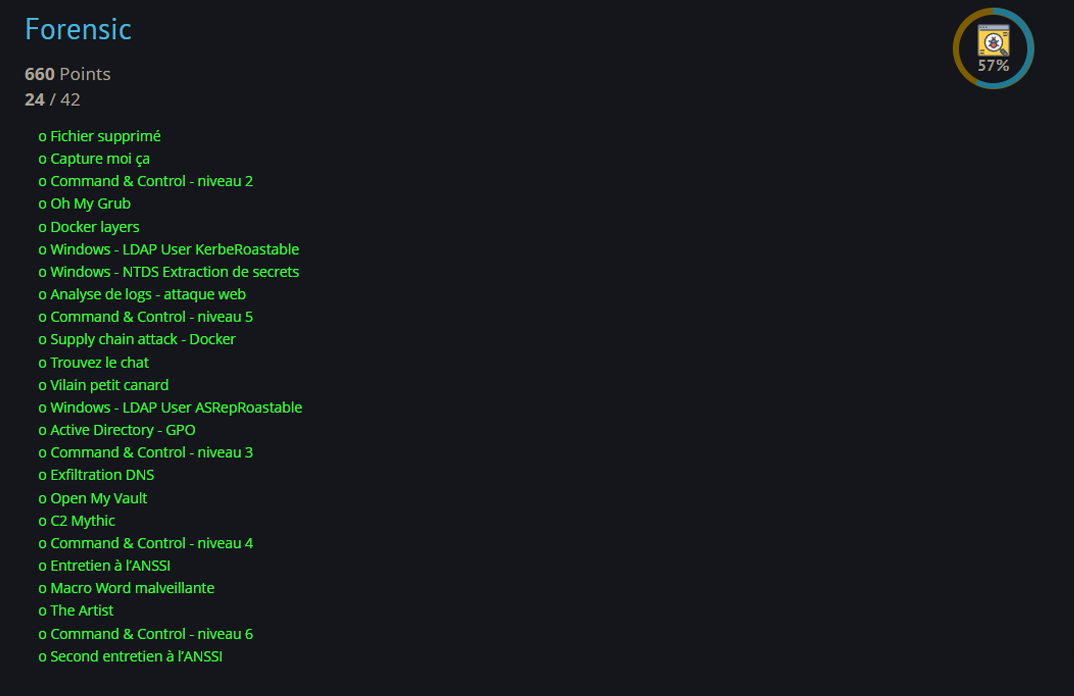 Forensic
57%
660 Points
24 / 42
o Fichier supprimé
o Capture moi ça
o Command & Control - niveau 2
o Oh My Grub
o Docker layers
o Windows - LDAP User KerbeRoastable
o Windows - NTDS Extraction de secrets
o Analyse de logs - attaque web
o Command & Control - niveau 5
o Supply chain attack - Docker
o Trouvez le chat
o Vilain petit canard
o Windows - LDAP User ASRepRoastable
o Active Directory - GPO
o Command & Control - niveau 3
o Exfiltration DNS
o Open My Vault
o C2 Mythic
o Command & Control - niveau 4
o Entretien à l’ANSSI
o Macro Word malveillante
o The Artist
o Command & Control - niveau 6
o Second entretien à l’ANSSI